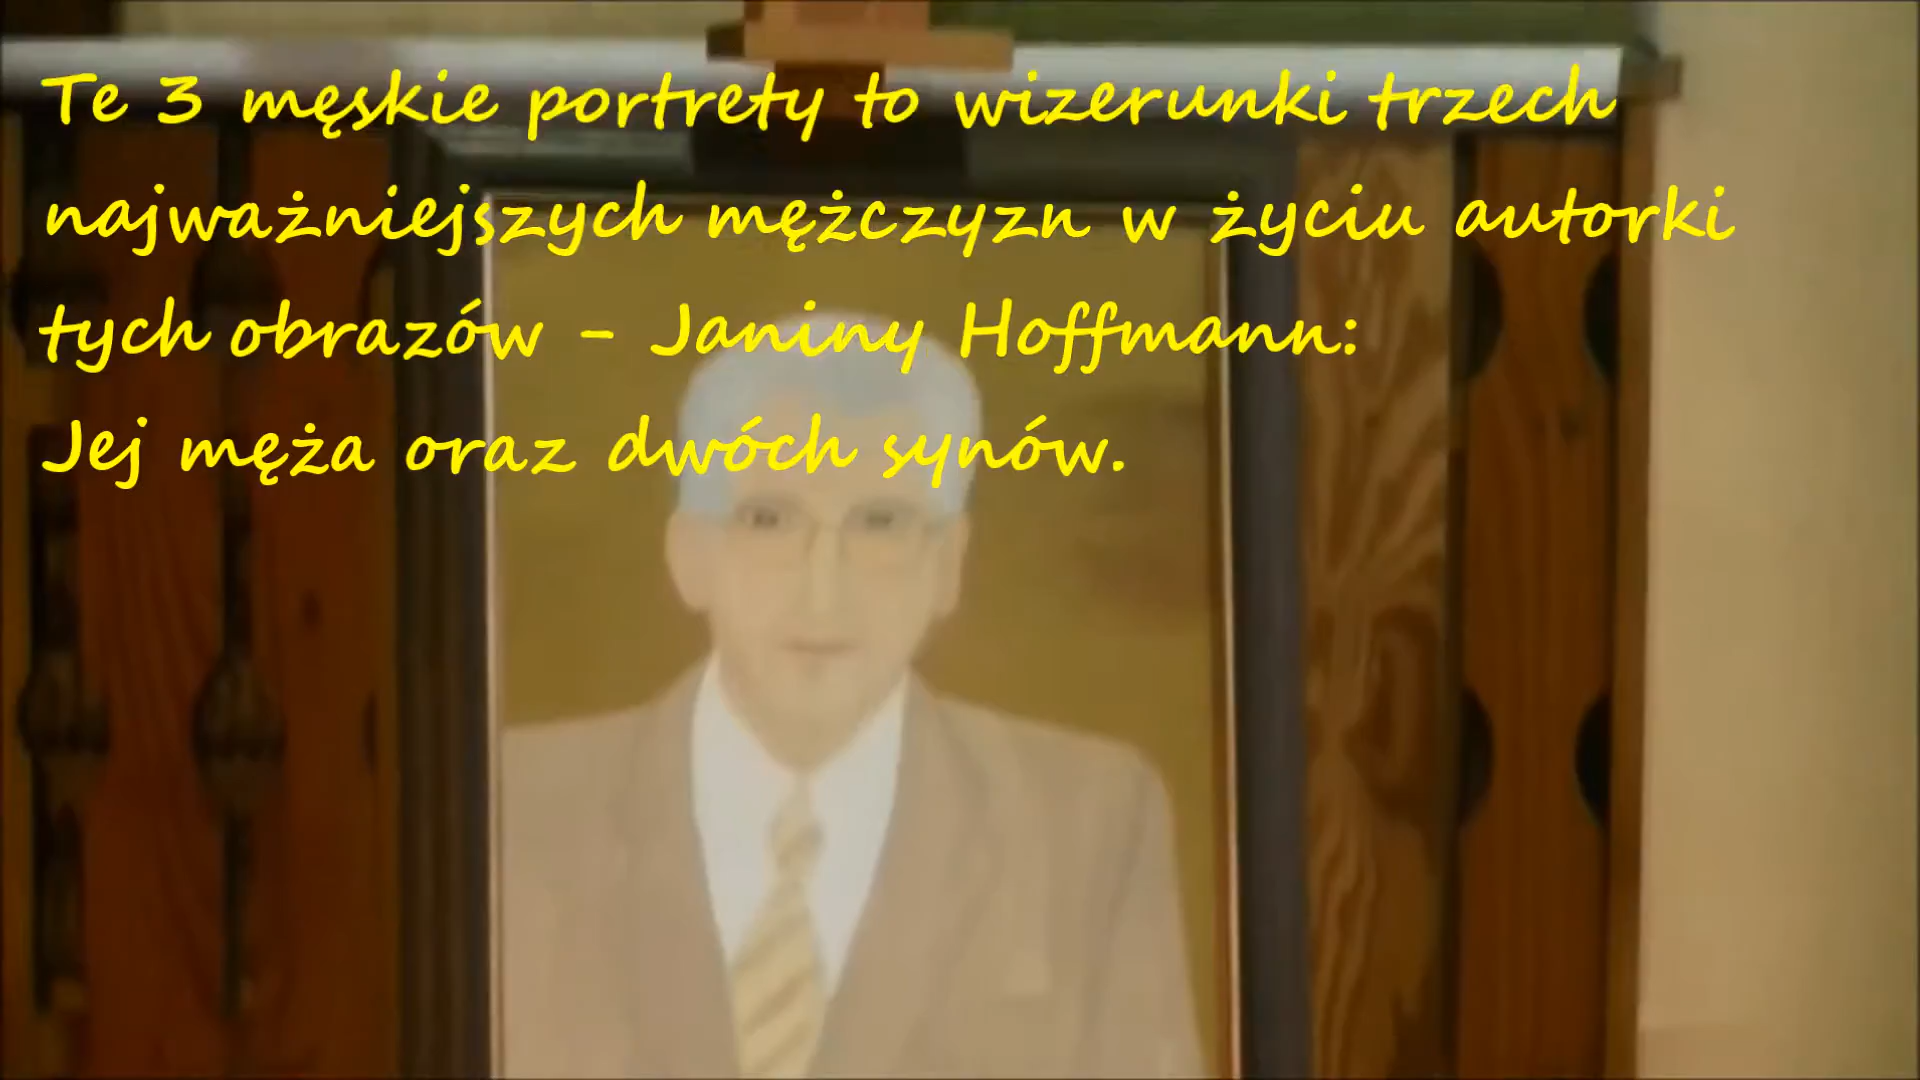 Te 3 męskie portrety to wizerunki trzech
najważniejszych mężczyzn w życiu autorki
tych obrazów - Janiny Hoffmann:
Jej męża oraz dwóch synów.